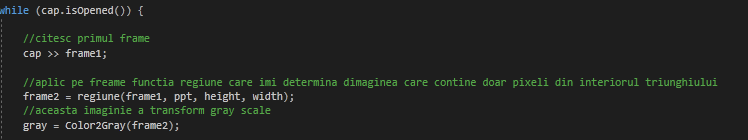 while (cap.isOpened()) {
//citesc primul frame
cap >> frame1;
//aplic pe freame functia regiune care imi determina dimaginea care contine doar pixeli din interiorul triunghiului
frame2 = regiune(frame1, ppt, height, width);
//aceasta imaginie a transform gray scale
gray = Color2Gray(frame2);